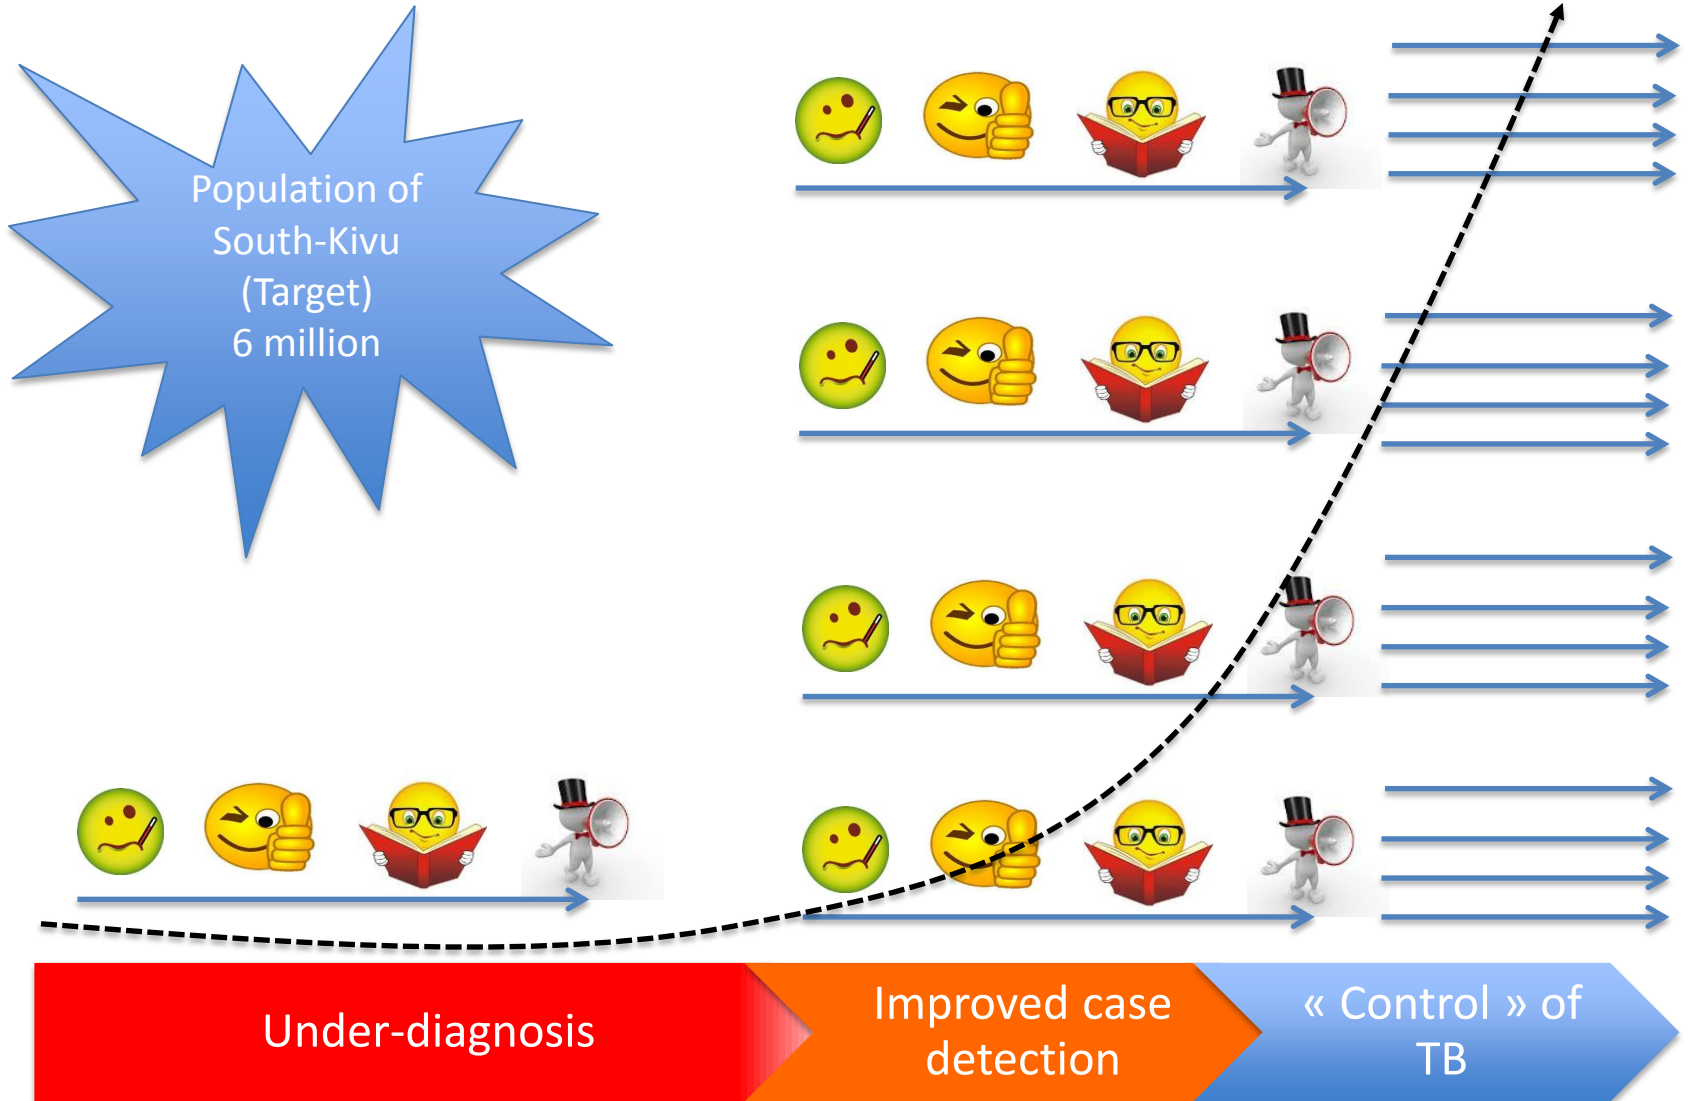 Population of
South-Kivu
(Target)
6 million
Under-diagnosis
Improved case
detection
« Control » of
TB